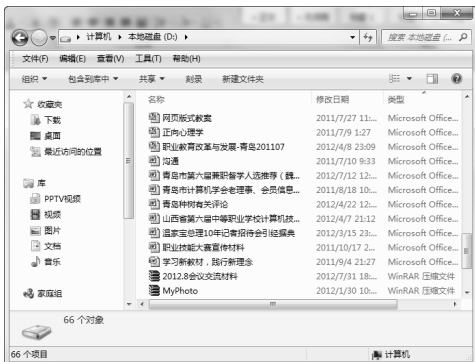 计算机 ▸ 本地磁盘 (D:) ▸
搜索 本地磁盘 (...
文件(F) 编辑(E) 查看(V) 工具(T) 帮助(H)
组织 包含到库中 共享 刻录 新建文件夹
收藏夹
下载
桌面
最近访问的位置
库
PPTV视频
视频
图片
文档
音乐
家庭组
名称 修改日期 类型
网页版式教案 2011/7/27 11:... Microsoft Office...
正向心理学 2011/7/9 1:27 Microsoft Office...
职业教育改革与发展-青岛201107 2012/4/8 23:09 Microsoft Office...
沟通 2011/7/10 9:33 Microsoft Office...
青岛市第六届兼职督学人选推荐（魏... 2012/7/12 12:... Microsoft Office...
青岛市计算机学会老理事、会员信息... 2011/8/18 10:... Microsoft Office...
青岛种树有关评论 2012/4/22 12:... Microsoft Office...
山西省第六届中等职业学校计算机技... 2012/4/7 21:12 Microsoft Office...
温家宝总理10年记者招待会引经据典 2012/3/15 23:... Microsoft Office...
职业技能大赛宣传材料 2011/10/17 2... Microsoft Office...
学习新教材，践行新理念 2011/9/4 21:27 Microsoft Office...
2012.8会议交流材料 2012/7/31 18:... WinRAR 压缩文件
MyPhoto 2012/1/30 10:... WinRAR 压缩文件
66 个对象
66 个项目
计算机